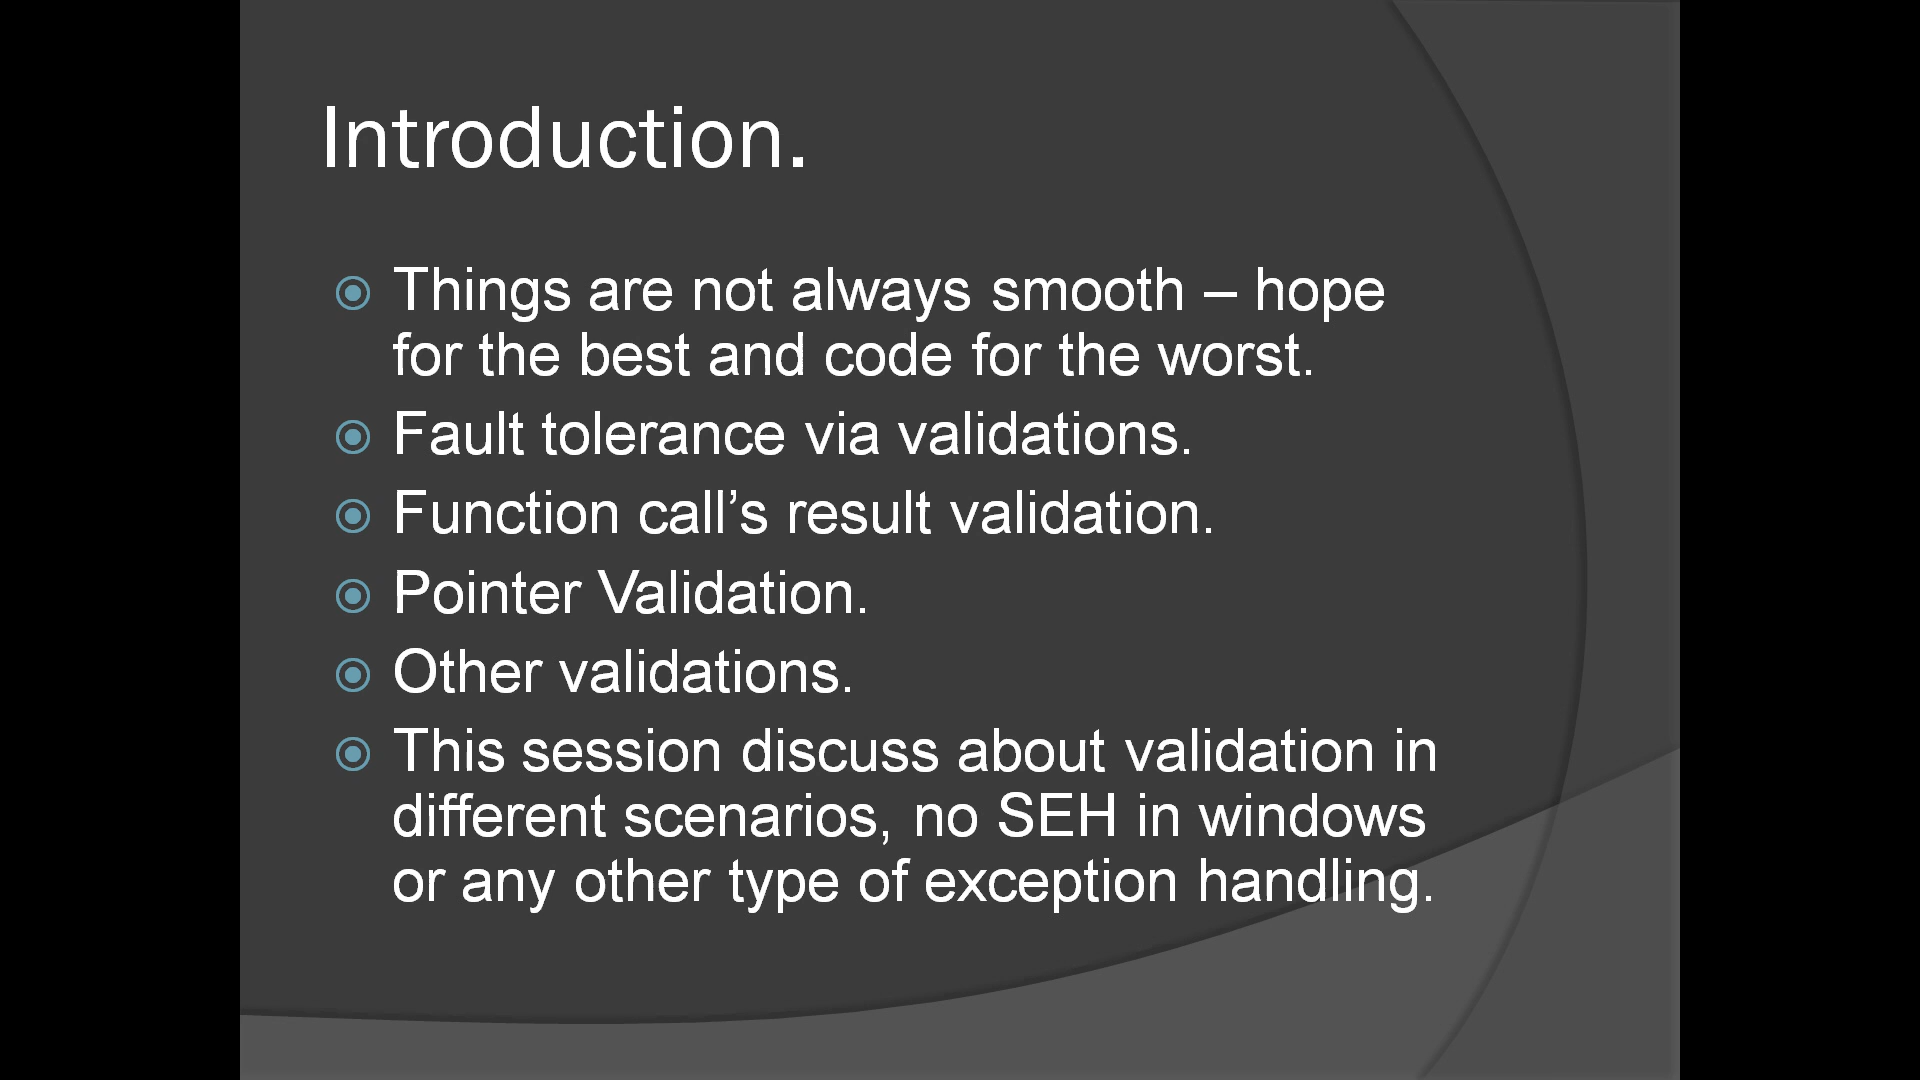 Introduction.
Things are not always smooth – hope
for the best and code for the worst.
Fault tolerance via validations.
Function call’s result validation.
Pointer Validation.
Other validations.
This session discuss about validation in
different scenarios, no SEH in windows
or any other type of exception handling.